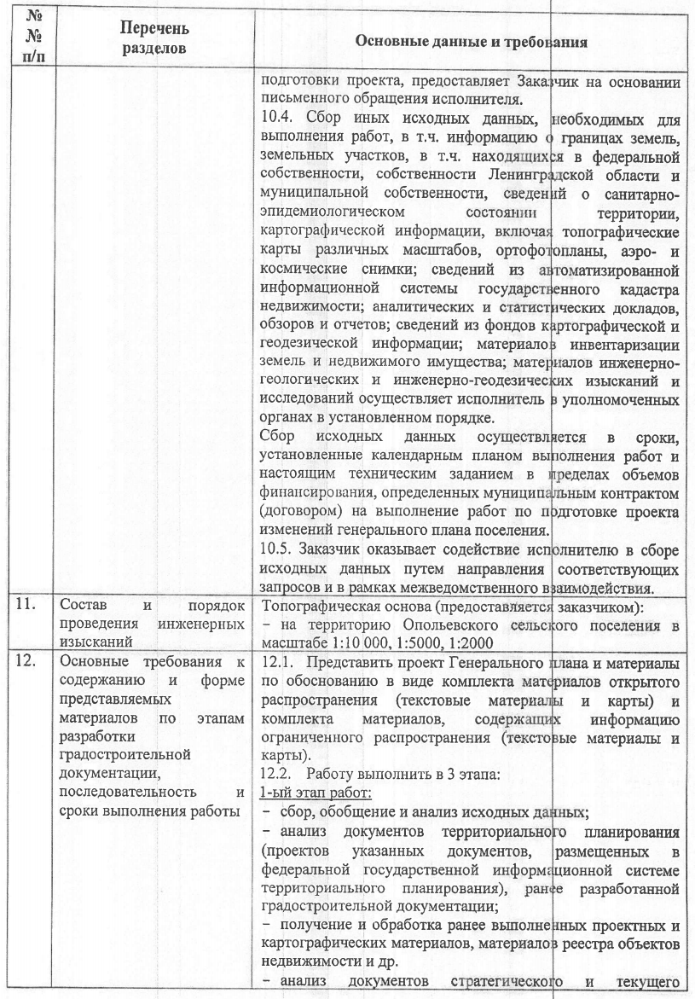 №
№
п/п
Перечень
разделов
Основные данные и требования
подготовки проекта, предоставляет Заказчик на основании
письменного обращения исполнителя.
10.4. Сбор иных исходных данных, необходимых для
выполнения работ, в т.ч. информацию о границах земель,
земельных участков, в т.ч. находящихся в федеральной
собственности, собственности Ленинградской области и
муниципальной собственности, сведений о санитарно-
эпидемиологическом состоянии территории,
картографической информации, включая топографические
карты различных масштабов, ортофотопланы, аэро- и
космические снимки; сведений из автоматизированной
информационной системы государственного кадастра
недвижимости; аналитических и статистических докладов,
обзоров и отчетов; сведений из фондов картографической и
геодезической информации; материалов инвентаризации
земель и недвижимого имущества; материалов инженерно-
геологических и инженерно-геодезических изысканий и
исследований осуществляет исполнитель в уполномоченных
органах в установленном порядке.
Сбор исходных данных осуществляется в сроки,
установленные календарным планом выполнения работ и
настоящим техническим заданием в пределах объемов
финансирования, определенных муниципальным контрактом
(договором) на выполнение работ по подготовке проекта
изменений генерального плана поселения.
10.5. Заказчик оказывает содействие исполнителю в сборе
исходных данных путем направления соответствующих
запросов и в рамках межведомственного взаимодействия.
11.
Состав и порядок
проведения инженерных
изысканий
Топографическая основа (предоставляется заказчиком):
− на территорию Опольевского сельского поселения в
масштабе 1:10 000, 1:5000, 1:2000
12.
Основные требования к
содержанию и форме
представляемых
материалов по этапам
разработки
градостроительной
документации,
последовательность и
сроки выполнения работы
12.1. Представить проект Генерального плана и материалы
по обоснованию в виде комплекта материалов открытого
распространения (текстовые материалы и карты) и
комплекта материалов, содержащих информацию
ограниченного распространения (текстовые материалы и
карты).
12.2. Работу выполнить в 3 этапа:
1-ый этап работ:
− сбор, обобщение и анализ исходных данных;
− анализ документов территориального планирования
(проектов указанных документов, размещенных в
федеральной государственной информационной системе
территориального планирования), ранее разработанной
градостроительной документации;
− получение и обработка ранее выполненных проектных и
картографических материалов, материалов реестра объектов
недвижимости и др.
− анализ документов стратегического и текущего